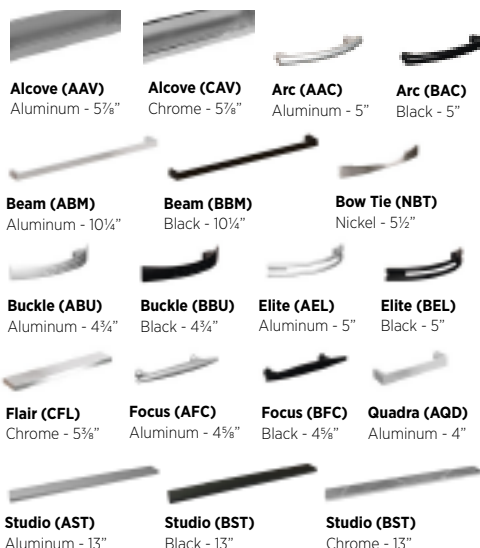 Alcove (AAV)
Aluminum - 5⅞”
Alcove (CAV)
Chrome - 5⅞”
Arc (AAC)
Aluminum - 5”
Arc (BAC)
Black - 5”
Beam (ABM)
Aluminum - 10¼”
Beam (BBM)
Black - 10¼”
Bow Tie (NBT)
Nickel - 5½”
Buckle (ABU)
Aluminum - 4¾”
Buckle (BBU)
Black - 4¾”
Elite (AEL)
Aluminum - 5”
Elite (BEL)
Black - 5”
Flair (CFL)
Chrome - 5⅜”
Focus (AFC)
Aluminum - 4⅝”
Focus (BFC)
Black - 4⅝”
Quadra (AQD)
Aluminum - 4”
Studio (AST)
Aluminum - 13”
Studio (BST)
Black - 13”
Studio (BST)
Chrome - 13”